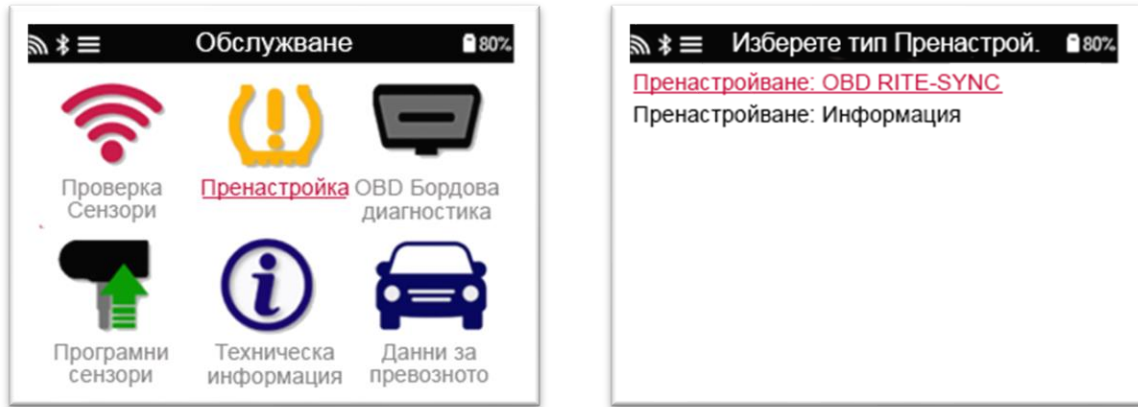 Обслужване
80%
Проверка
Сензори
Пренастройка
OBD Бордова
диагностика
Програмни
сензори
Техническа
информация
Данни за
превозното
Изберете тип Пренастрой.
80%
Пренастройване: OBD RITE-SYNC
Пренастройване: Информация